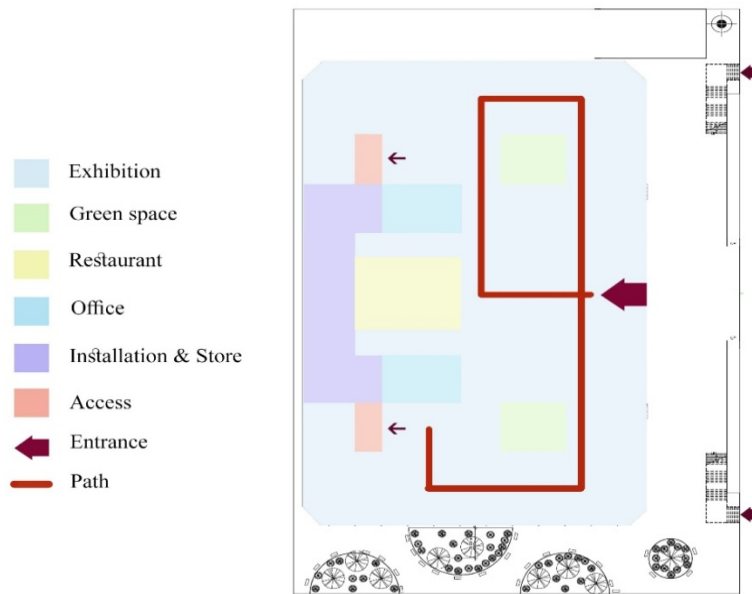 Exhibition
Green space
Restaurant
Office
Installation & Store
Access
Entrance
Path